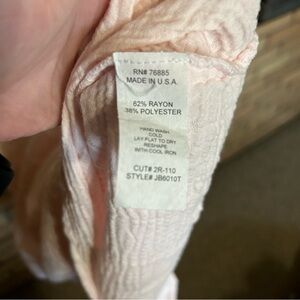 RN# 76885
MADE IN U.S.A.
62% RAYON
38% POLYESTER
HAND WASH
COLD
LAY FLAT TO DRY
RESHAPE
WITH COOL IRON
CUT# 2R-110
STYLE# JB6010T